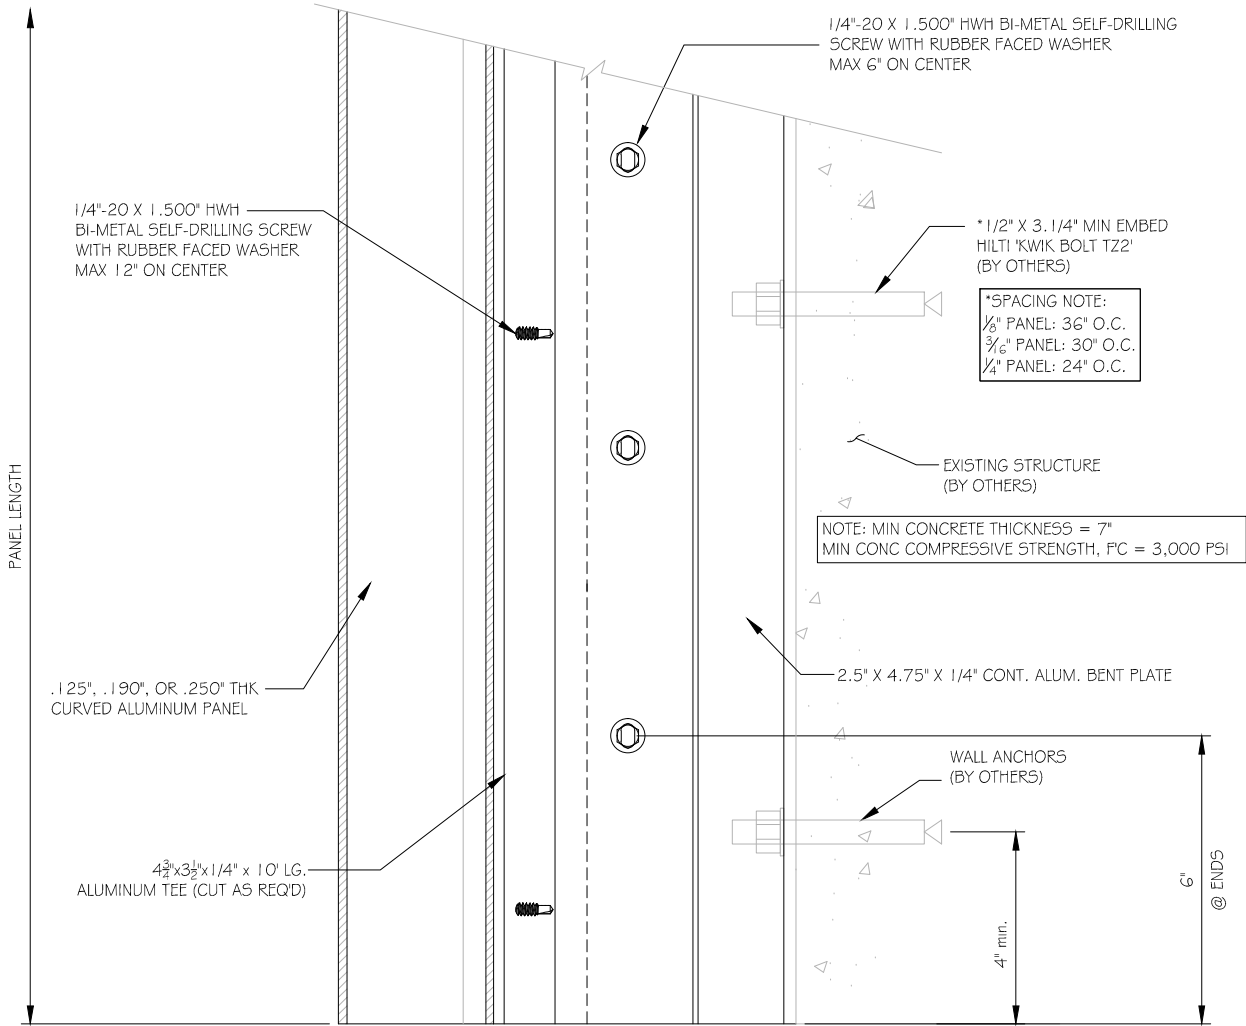 1/4"-20 X 1.500" HWH BI-METAL SELF-DRILLING
SCREW WITH RUBBER FACED WASHER
MAX 6" ON CENTER
1/4"-20 X 1.500" HWH
BI-METAL SELF-DRILLING SCREW
WITH RUBBER FACED WASHER
MAX 12" ON CENTER
*1/2" X 3.1/4" MIN EMBED
HILTI 'KWIK BOLT TZ2'
(BY OTHERS)
*SPACING NOTE:
1/8" PANEL: 36" O.C.
3/16" PANEL: 30" O.C.
1/4" PANEL: 24" O.C.
EXISTING STRUCTURE
(BY OTHERS)
PANEL LENGTH
NOTE: MIN CONCRETE THICKNESS = 7"
MIN CONC COMPRESSIVE STRENGTH, F'C = 3,000 PSI
.125", .190", OR .250" THK
CURVED ALUMINUM PANEL
2.5" X 4.75" X 1/4" CONT. ALUM. BENT PLATE
WALL ANCHORS
(BY OTHERS)
4 3/4"x3 1/2"x1/4" x 10' LG.
ALUMINUM TEE (CUT AS REQ'D)
4" min.
6"
@ ENDS